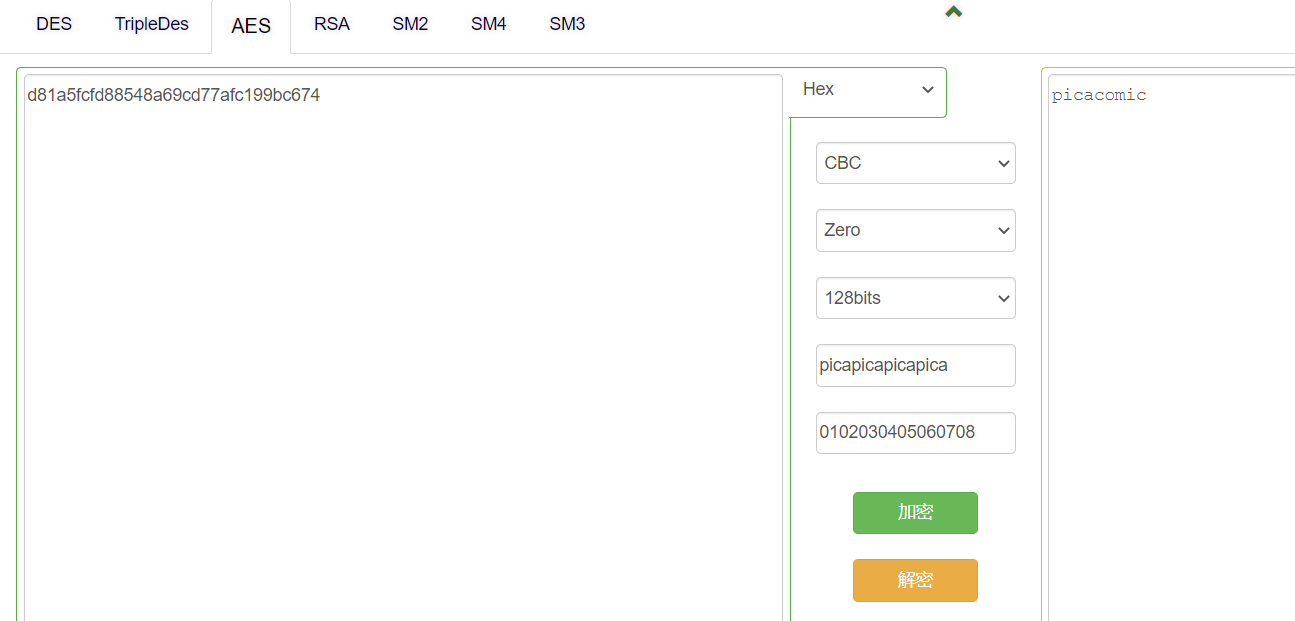 DES TripleDes AES RSA SM2 SM4 SM3
d81a5fcfd88548a69cd77afc199bc674
Hex
picacomic
CBC
Zero
128bits
picapicapicapica
0102030405060708
加密
解密